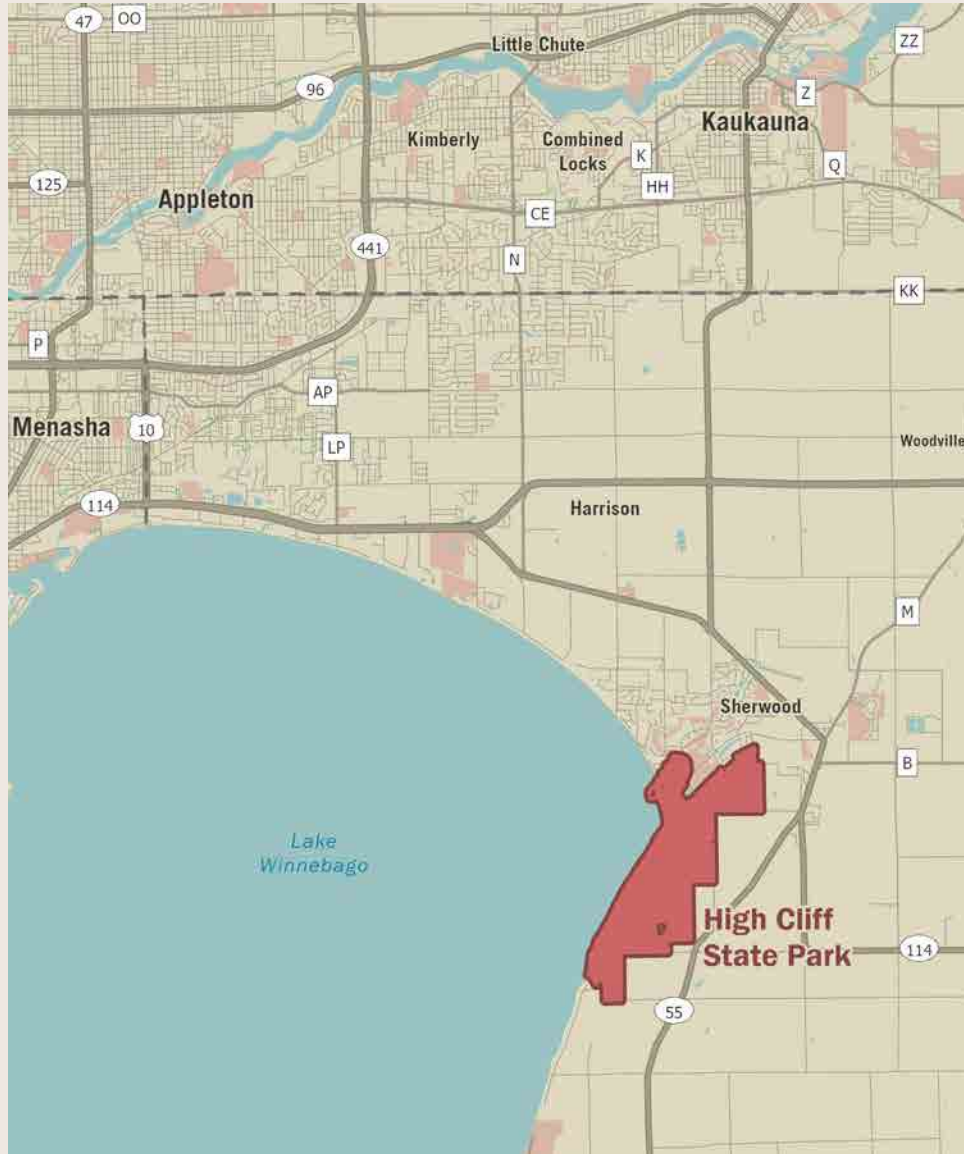 47
OO
Little Chute
ZZ
96
Z
Kaukauna
Kimberly
Combined
Locks
K
Q
125
HH
Appleton
CE
441
N
KK
P
AP
Menasha
10
LP
Woodville
114
Harrison
M
Sherwood
B
Lake
Winnebago
High Cliff
State Park
114
55